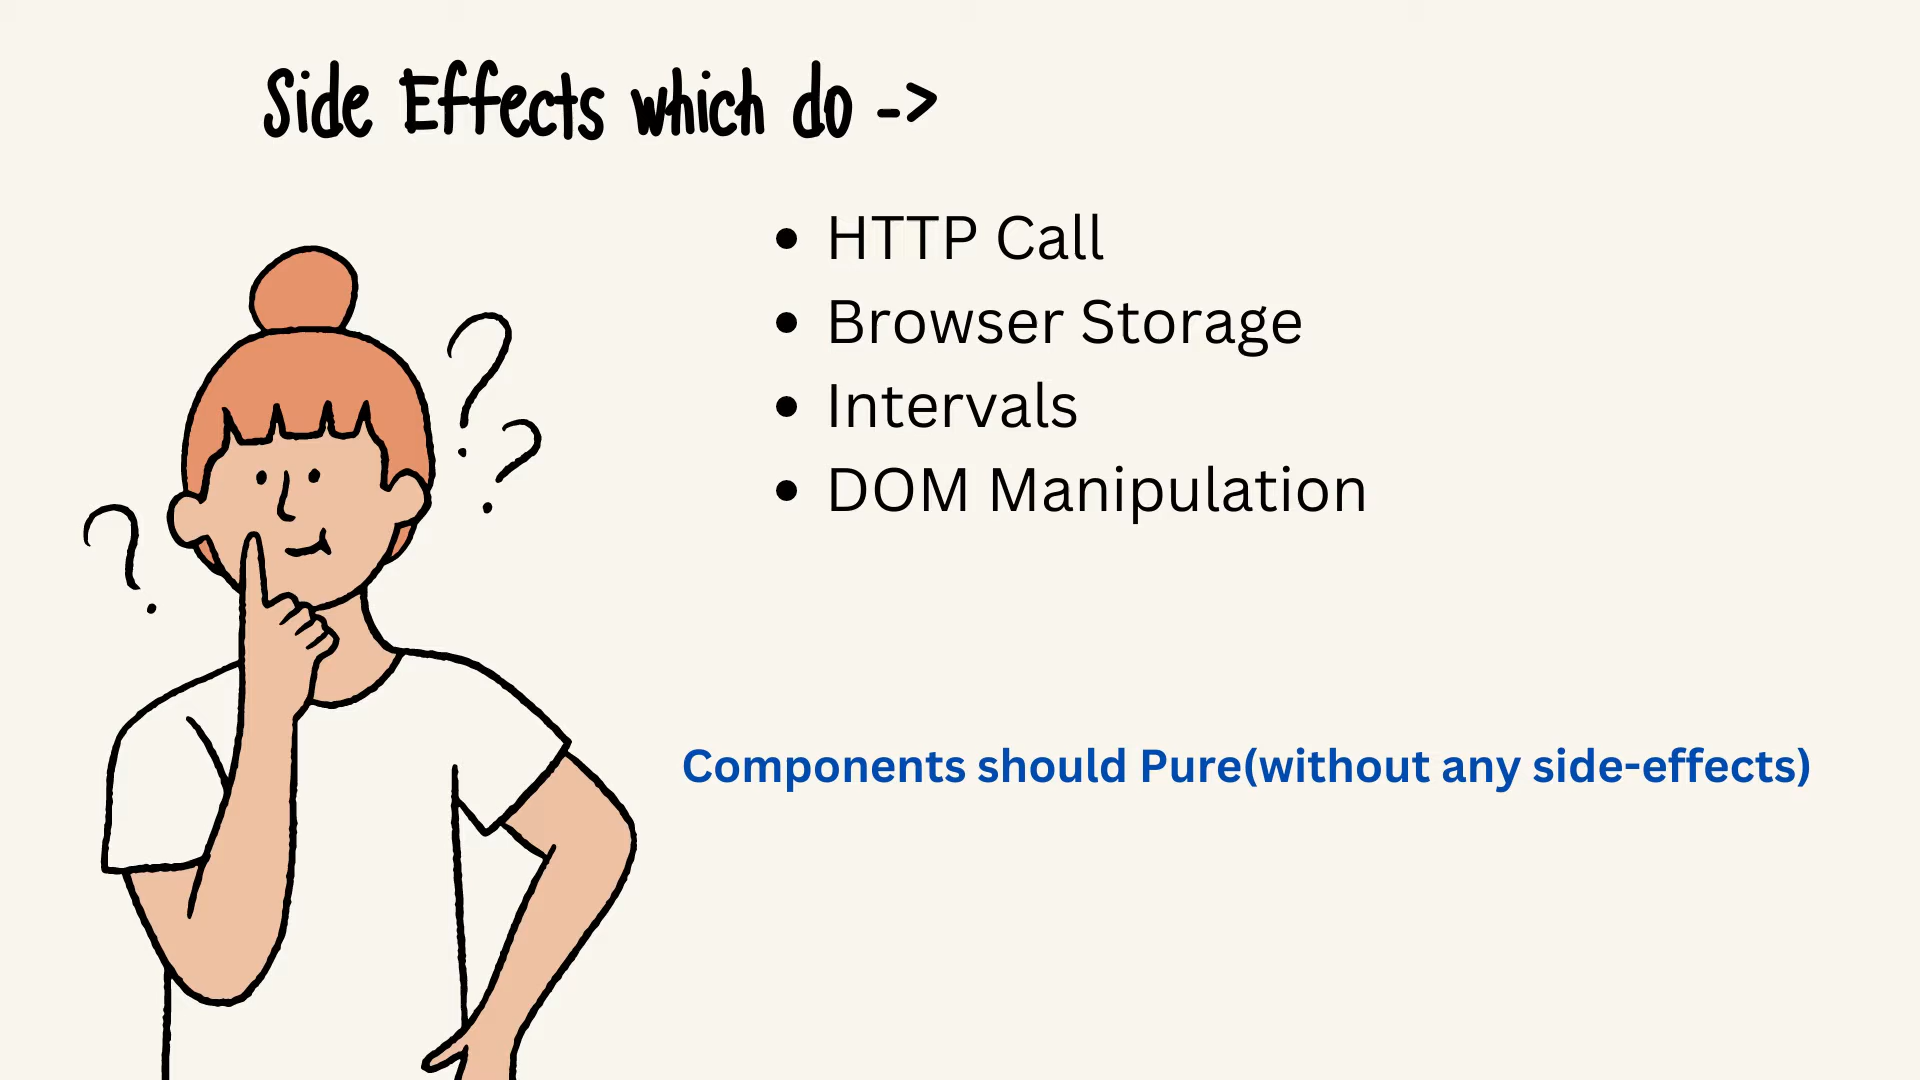 Side Effects which do ->
• HTTP Call
• Browser Storage
• Intervals
• DOM Manipulation
Components should Pure(without any side-effects)